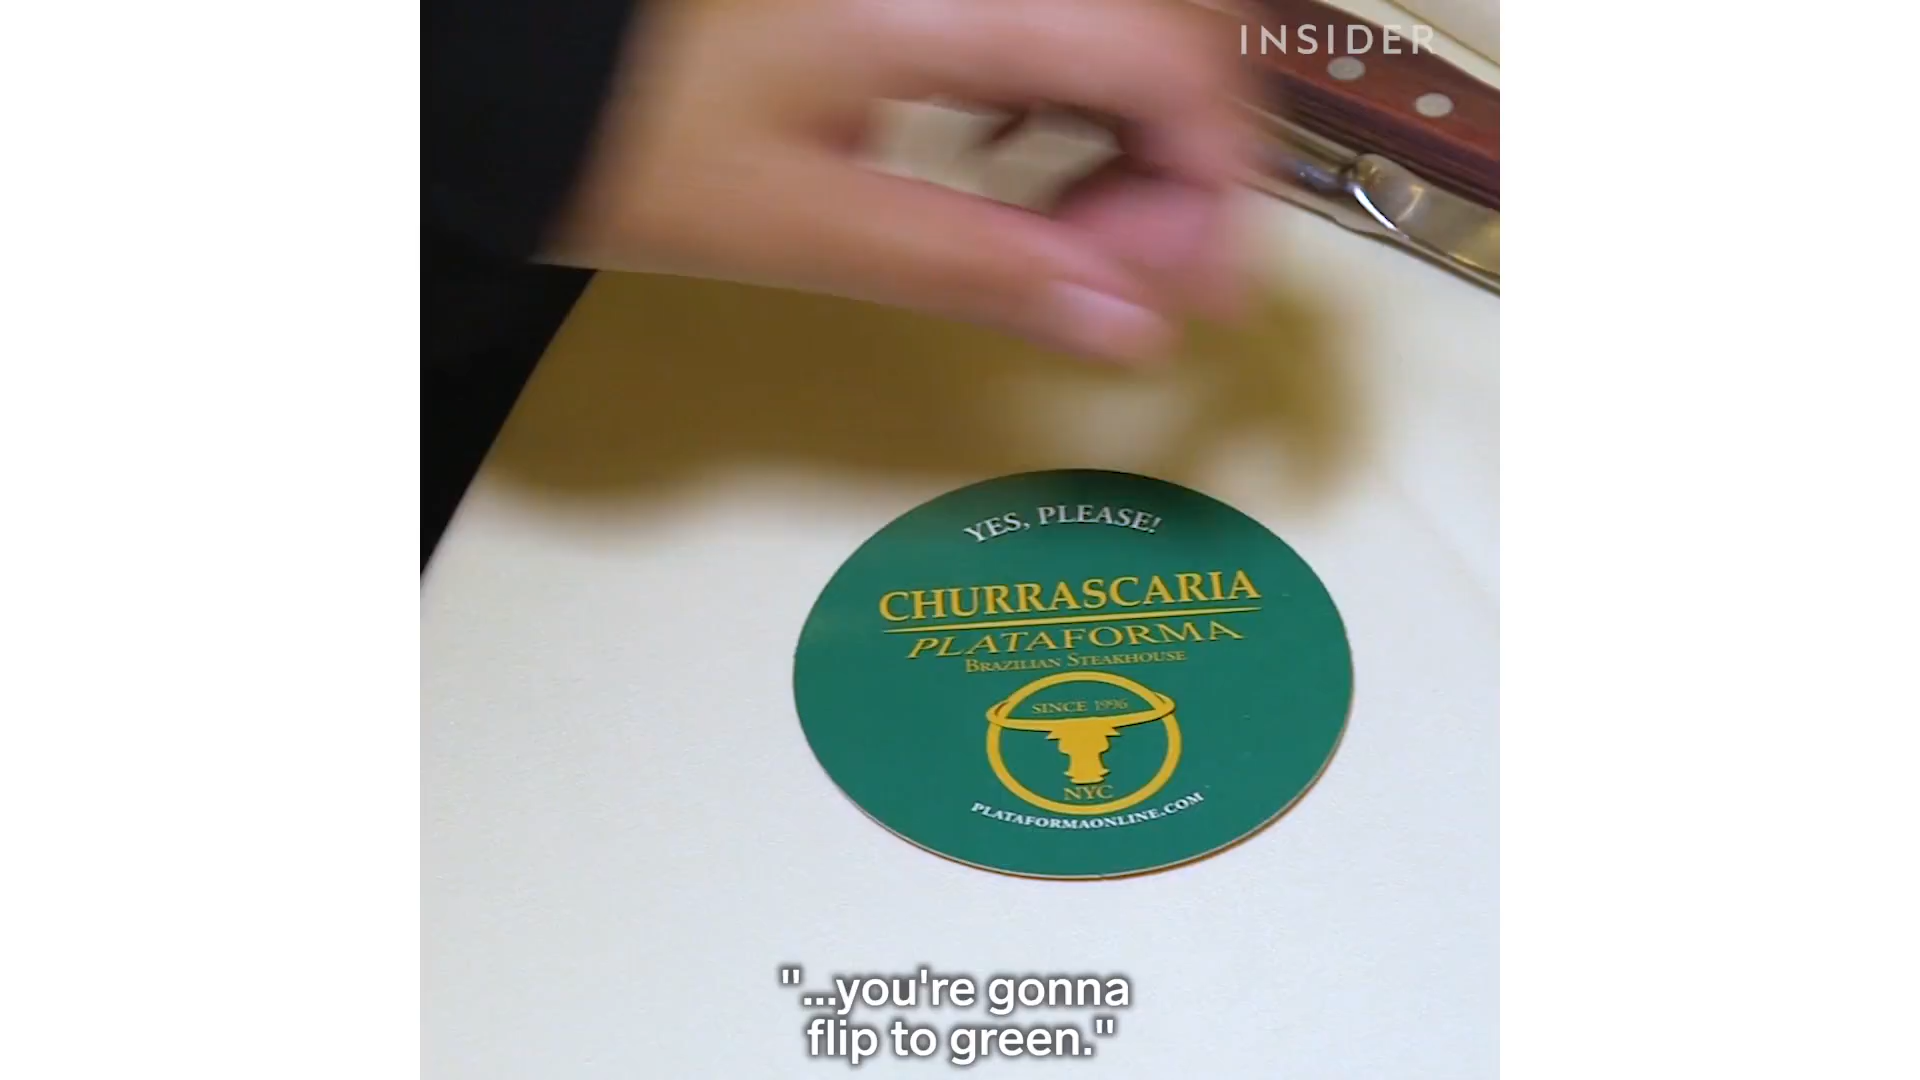 INSIDER
YES, PLEASE!
CHURRASCARIA
PLATAFORMA
BRAZILIAN STEAKHOUSE
SINCE 1996
NYC
PLATAFORMAONLINE.COM
"...you're gonna
flip to green."